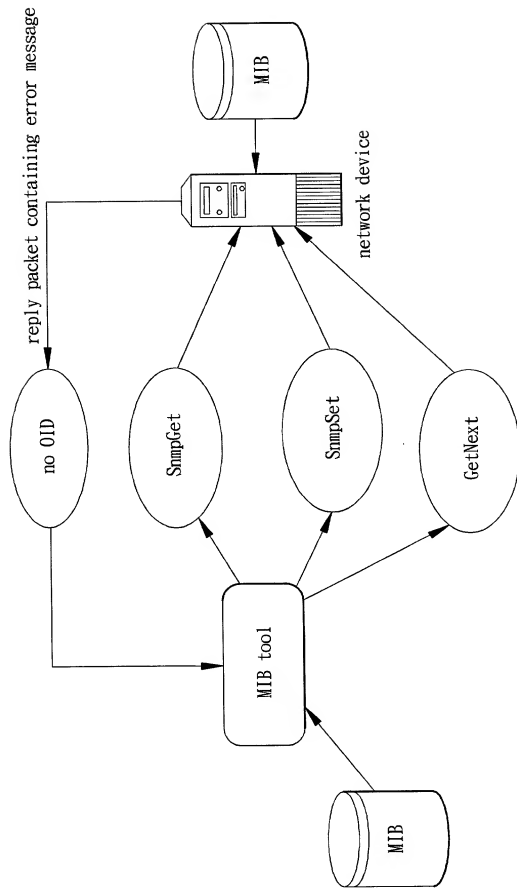 reply packet containing error message
no OID
SnmpGet
MIB
MIB tool
SnmpSet
network device
GetNext
MIB